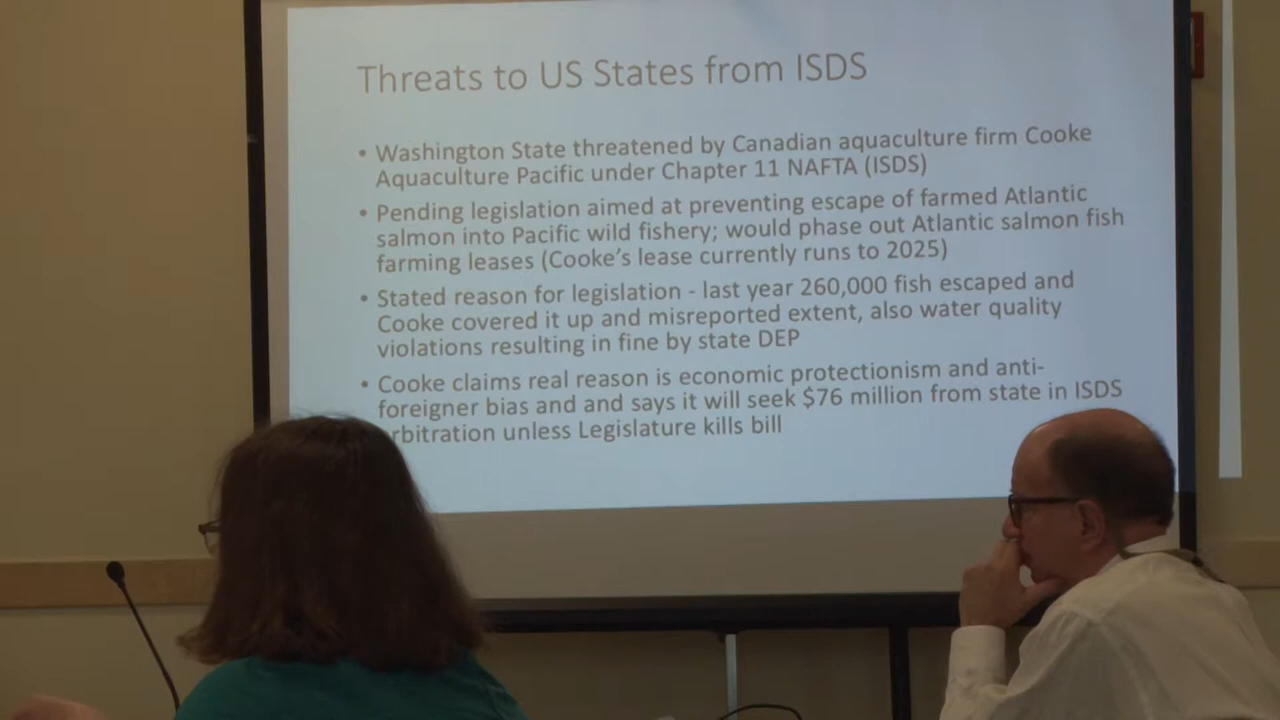 Threats to US States from ISDS
• Washington State threatened by Canadian aquaculture firm Cooke
Aquaculture Pacific under Chapter 11 NAFTA (ISDS)
• Pending legislation aimed at preventing escape of farmed Atlantic
salmon into Pacific wild fishery; would phase out Atlantic salmon fish
farming leases (Cooke's lease currently runs to 2025)
• Stated reason for legislation - last year 260,000 fish escaped and
Cooke covered it up and misreported extent, also water quality
violations resulting in fine by state DEP
• Cooke claims real reason is economic protectionism and anti-
foreigner bias and and says it will seek $76 million from state in ISDS
rbitration unless Legislature kills bill